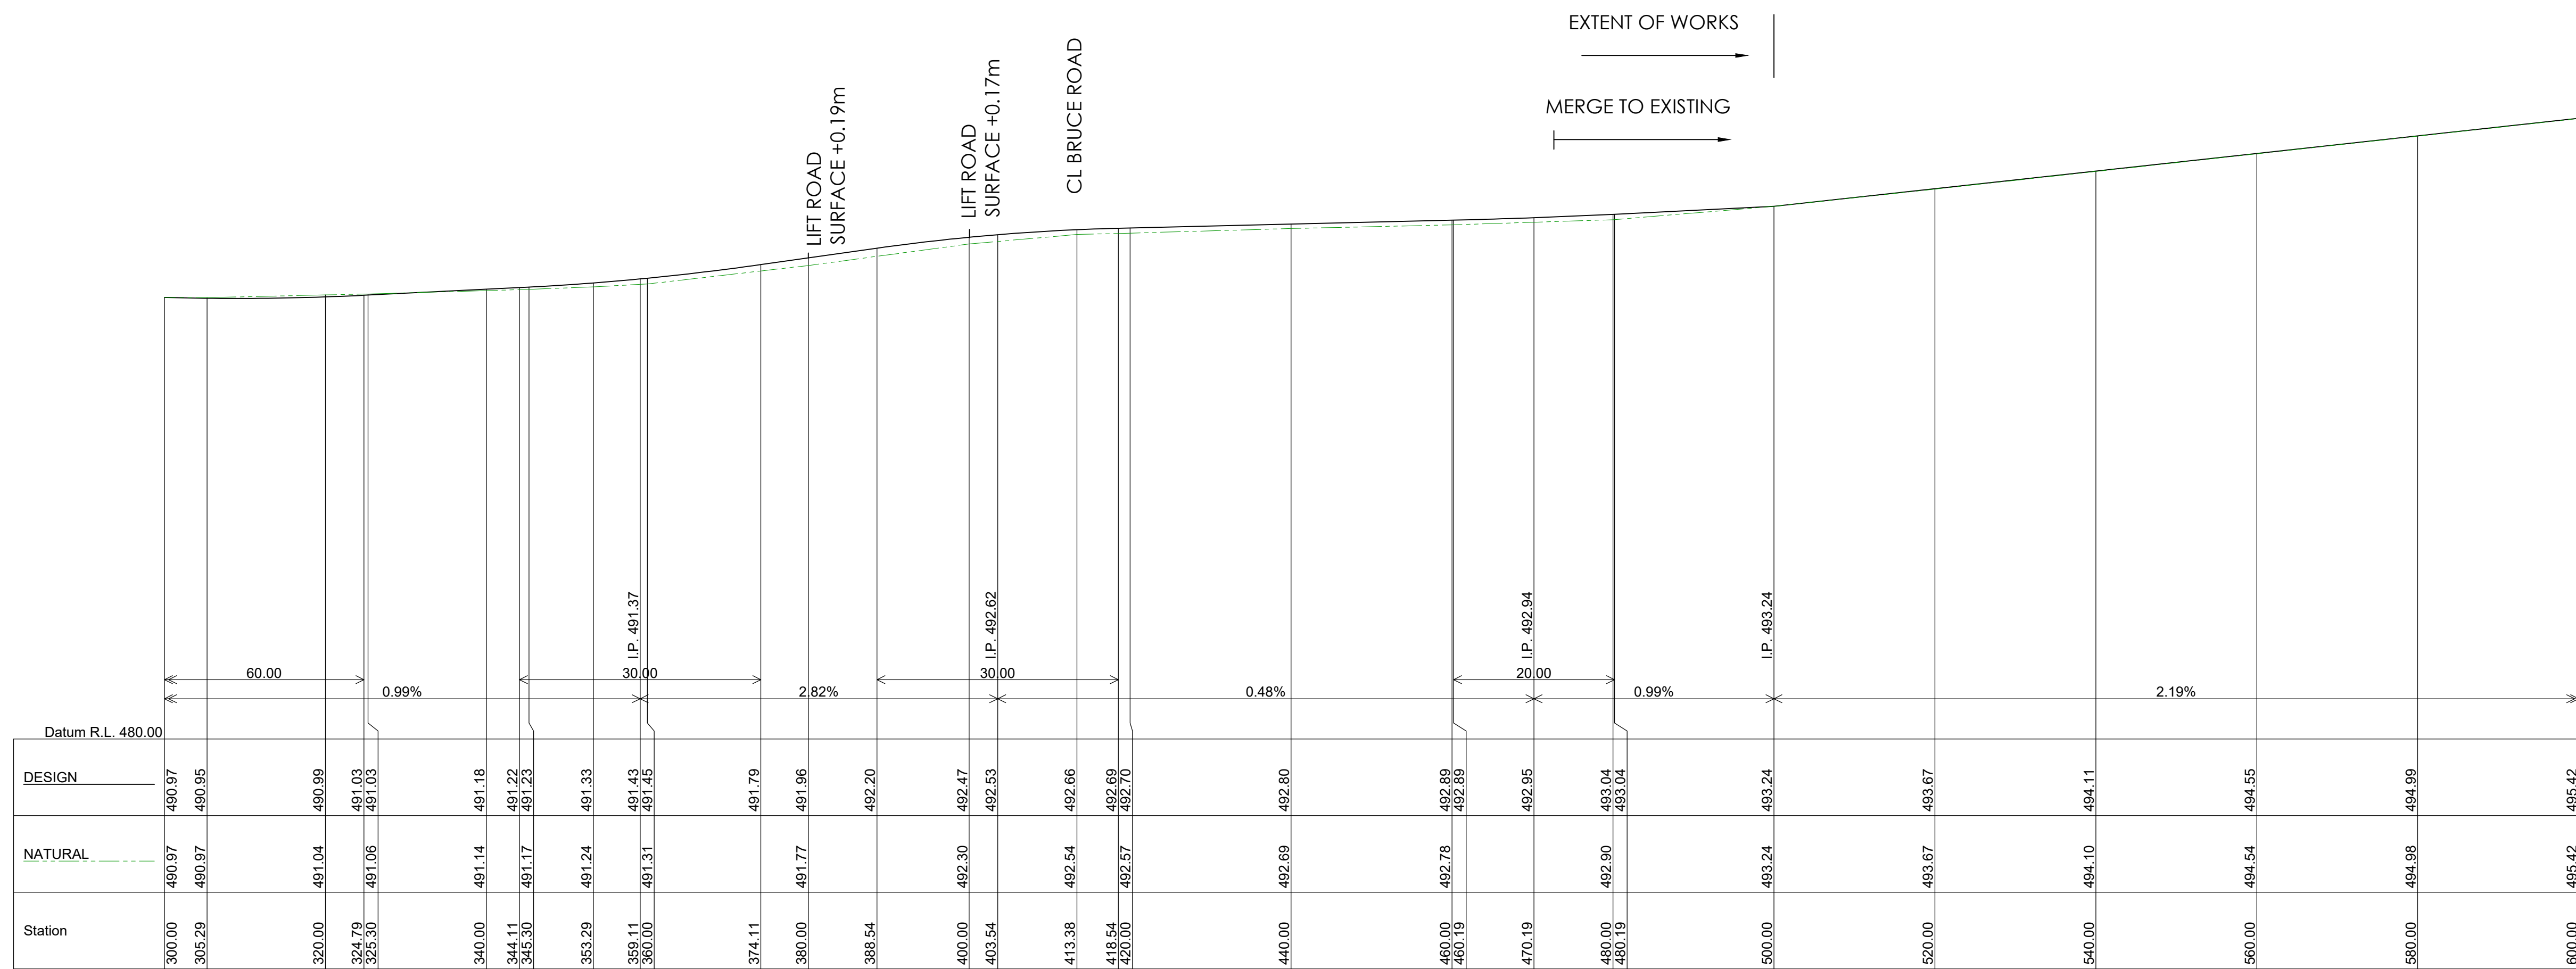 EXTENT OF WORKS
MERGE TO EXISTING
LIFT ROAD
SURFACE +0.19m
LIFT ROAD
SURFACE +0.17m
CL BRUCE ROAD
I.P. 491.37
I.P. 492.62
I.P. 492.94
I.P. 493.24
60.00 30.00 30.00 20.00
0.99% 2.82% 0.48% 0.99% 2.19%
Datum R.L. 480.00
DESIGN 490.97 490.95 490.99 491.03 491.03 491.18 491.22 491.23 491.33 491.43 491.45 491.79 491.96 492.20 492.47 492.53 492.66 492.69 492.70 492.80 492.89 492.89 492.95 493.04 493.04 493.24 493.67 494.11 494.55 494.99 495.42
NATURAL 490.97 490.97 491.04 491.06 491.14 491.17 491.24 491.31 491.77 492.30 492.54 492.57 492.69 492.78 492.90 493.24 493.67 494.10 494.54 494.98 495.42
Station 300.00 305.29 320.00 324.79 325.30 340.00 344.11 345.30 353.29 359.11 360.00 374.11 380.00 388.54 400.00 403.54 413.38 418.54 420.00 440.00 460.00 460.19 470.19 480.00 480.19 500.00 520.00 540.00 560.00 580.00 600.00